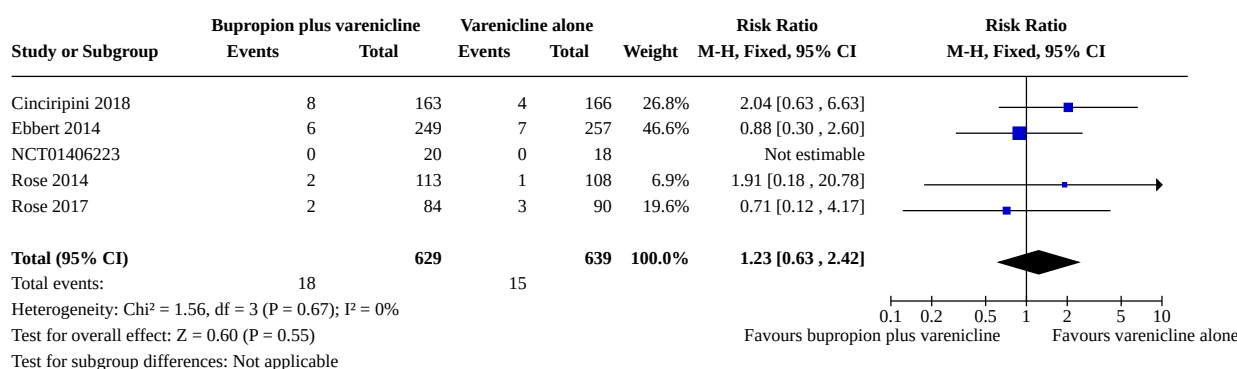 Bupropion plus varenicline Varenicline alone Risk Ratio Risk Ratio
Study or Subgroup Events Total Events Total Weight M-H, Fixed, 95% CI M-H, Fixed, 95% CI
Cinciripini 2018 8 163 4 166 26.8% 2.04 [0.63 , 6.63]
Ebbert 2014 6 249 7 257 46.6% 0.88 [0.30 , 2.60]
NCT01406223 0 20 0 18 Not estimable
Rose 2014 2 113 1 108 6.9% 1.91 [0.18 , 20.78]
Rose 2017 2 84 3 90 19.6% 0.71 [0.12 , 4.17]
Total (95% CI) 629 639 100.0% 1.23 [0.63 , 2.42]
Total events: 18 15
Heterogeneity: Chi² = 1.56, df = 3 (P = 0.67); I² = 0%
0.1 0.2 0.5 1 2 5 10
Test for overall effect: Z = 0.60 (P = 0.55) Favours bupropion plus varenicline Favours varenicline alone
Test for subgroup differences: Not applicable